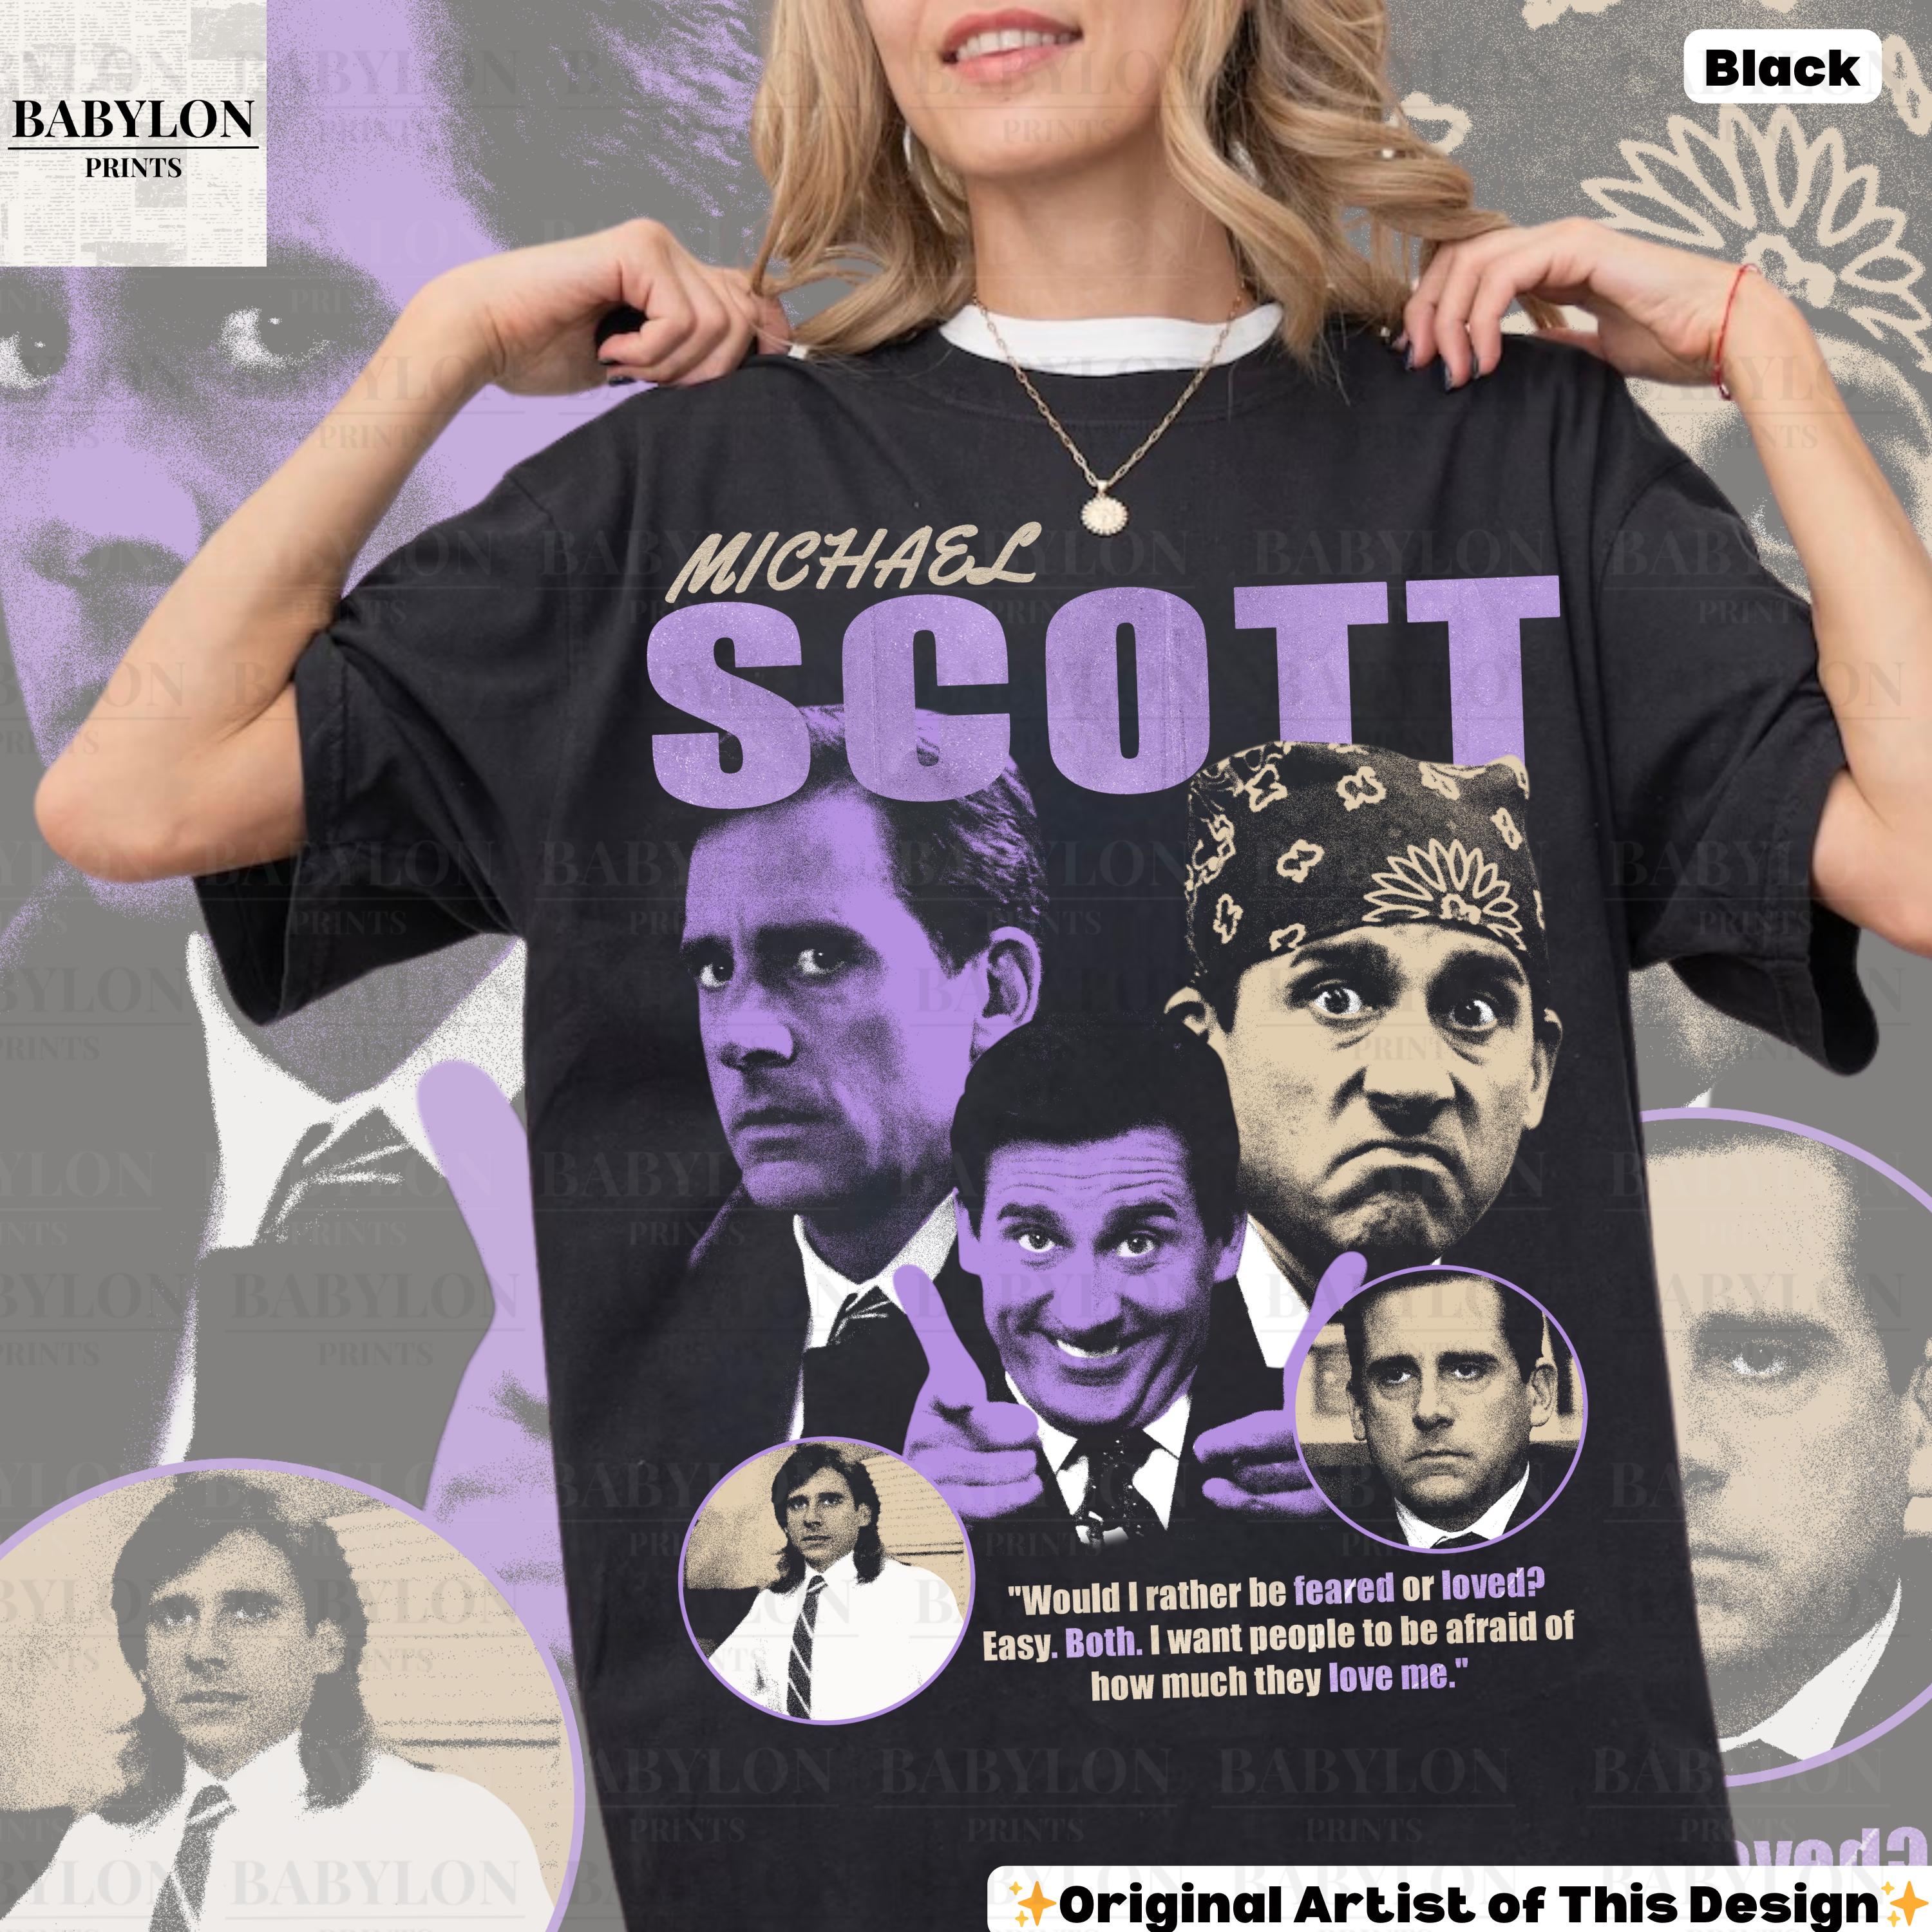 BABYLON
PRINTS
Black
MICHAEL
SCOTT
"Would I rather be feared or loved?
Easy. Both. I want people to be afraid of
how much they love me."
oved?
✨Original Artist of This Design✨